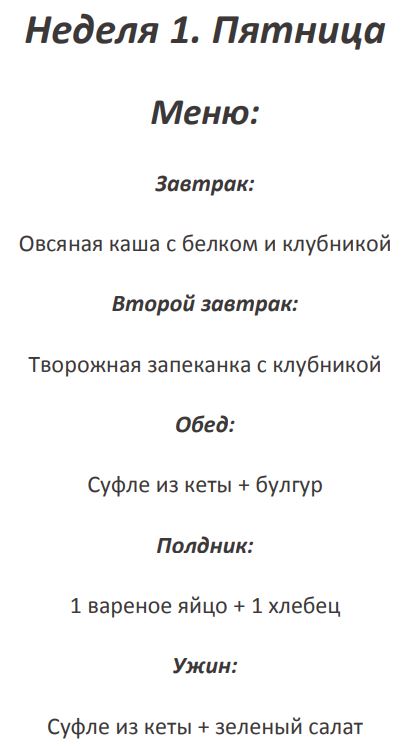 Неделя 1. Пятница
Меню:
Завтрак:
Овсяная каша с белком и клубникой
Второй завтрак:
Творожная запеканка с клубникой
Обед:
Суфле из кеты + булгур
Полдник:
1 вареное яйцо + 1 хлебец
Ужин:
Суфле из кеты + зеленый салат